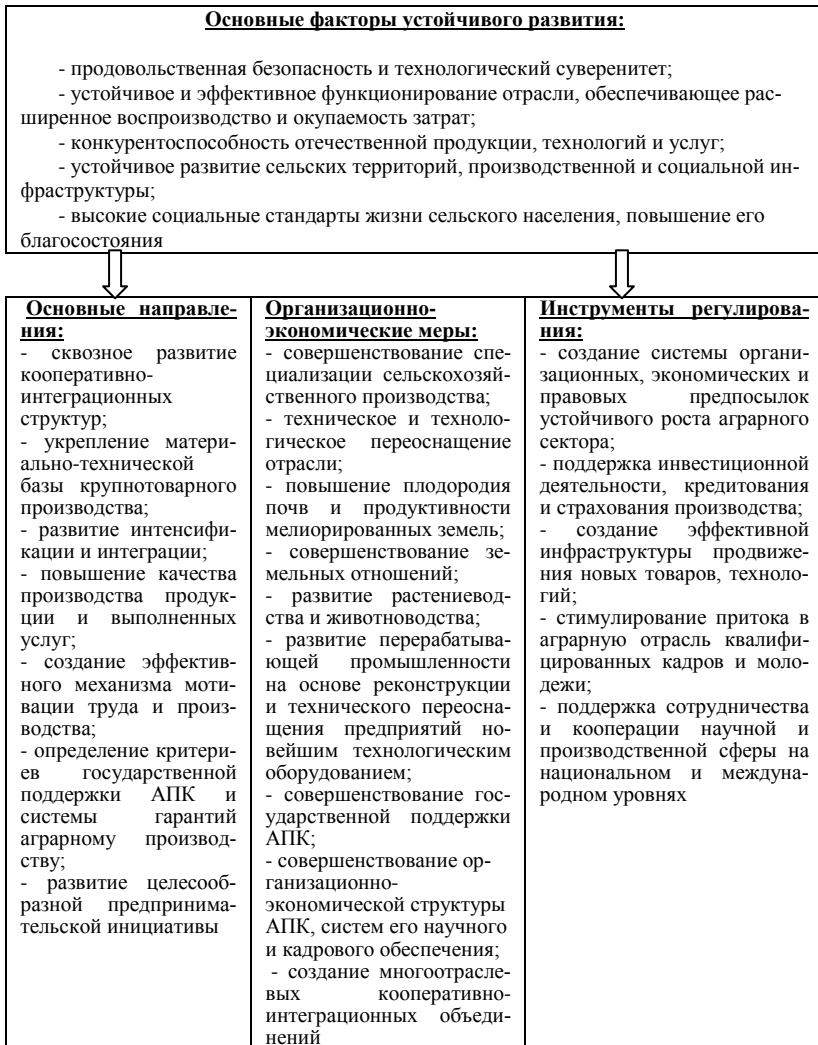 Основные факторы устойчивого развития:
- продовольственная безопасность и технологический суверенитет;
- устойчивое и эффективное функционирование отрасли, обеспечивающее рас-
ширенное воспроизводство и окупаемость затрат;
- конкурентоспособность отечественной продукции, технологий и услуг;
- устойчивое развитие сельских территорий, производственной и социальной ин-
фраструктуры;
- высокие социальные стандарты жизни сельского населения, повышение его
благосостояния
Основные направле-
ния:
- сквозное развитие
кооперативно-
интеграционных
структур;
- укрепление матери-
ально-технической
базы крупнотоварного
производства;
- развитие интенсифи-
кации и интеграции;
- повышение качества
производства продук-
ции и выполненных
услуг;
- создание эффектив-
ного механизма моти-
вации труда и произ-
водства;
- определение критери-
ев государственной
поддержки АПК и
системы гарантий
аграрному производ-
ству;
- развитие целесооб-
разной предпринима-
тельской инициативы
Организационно-
экономические меры:
- совершенствование спе-
циализации сельскохозяй-
ственного производства;
- техническое и техноло-
гическое переоснащение
отрасли;
- повышение плодородия
почв и продуктивности
мелиорированных земель;
- совершенствование зе-
мельных отношений;
- развитие растениевод-
ства и животноводства;
- развитие перерабатыва-
ющей промышленности
на основе реконструкции
и технического переосна-
щения предприятий но-
вейшим технологическим
оборудованием;
- совершенствование гос-
ударственной поддержки
АПК;
- совершенствование ор-
ганизационно-
экономической структуры
АПК, систем его научного
и кадрового обеспечения;
- создание многоотрасле-
вых кооперативно-
интеграционных объеди-
нений
Инструменты регулирова-
ния:
- создание системы органи-
зационных, экономических и
правовых предпосылок
устойчивого роста аграрного
сектора;
- поддержка инвестиционной
деятельности, кредитования
и страхования производства;
- создание эффективной
инфраструктуры продвиже-
ния новых товаров, техноло-
гий;
- стимулирование притока в
аграрную отрасль квалифи-
цированных кадров и моло-
дежи;
- поддержка сотрудничества
и кооперации научной и
производственной сферы на
национальном и междуна-
родном уровнях